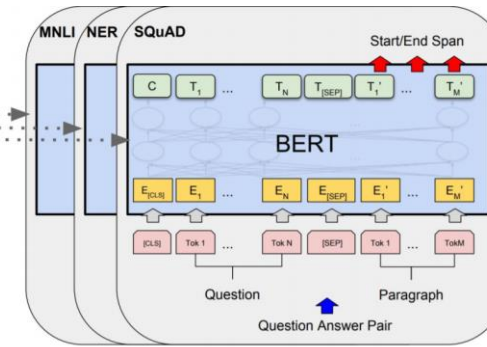 MNLI NER SQuAD Start/End Span
C T1 ... TN T[SEP] T1' ... TM'
BERT
E[CLS] E1 ... EN E[SEP] E1' ... EM'
[CLS] Tok 1 ... Tok N [SEP] Tok 1 ... TokM
Question Paragraph
Question Answer Pair